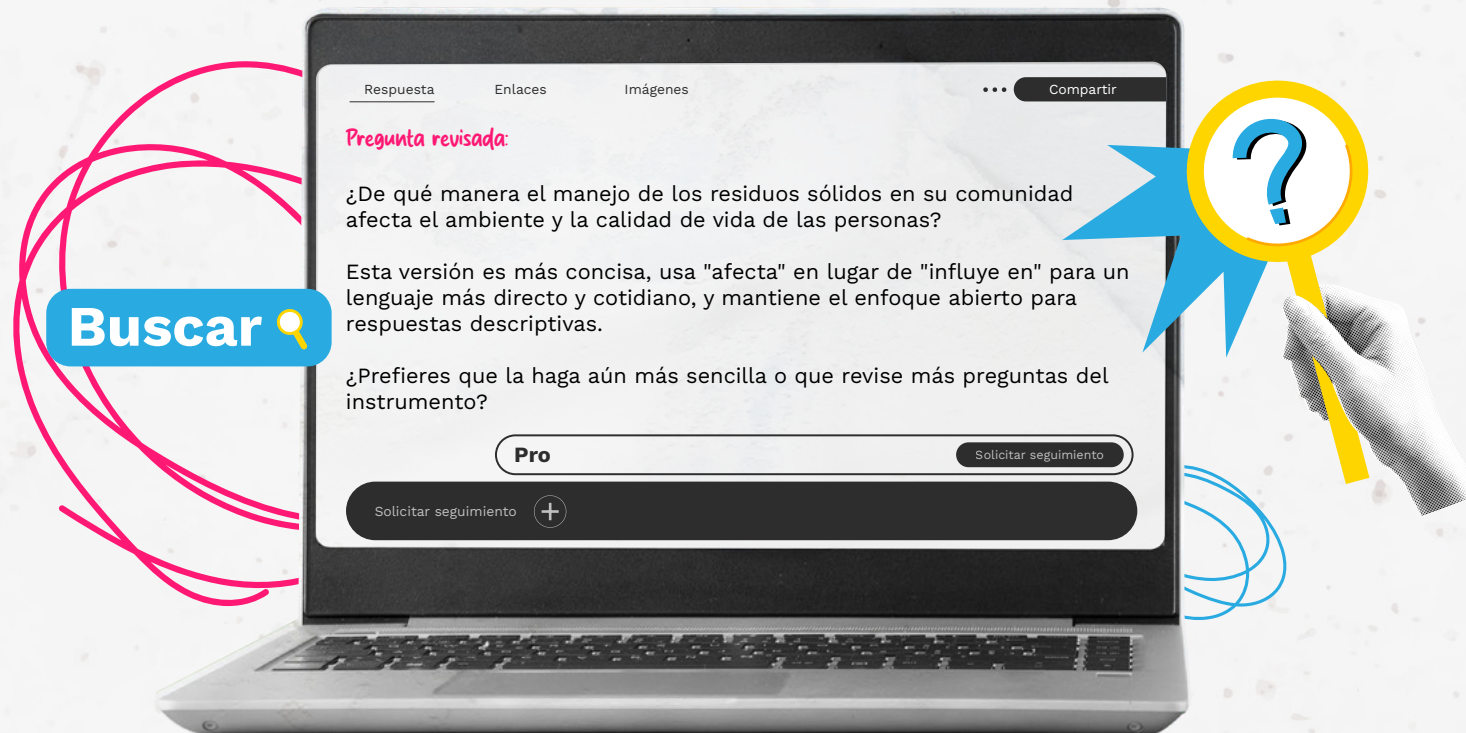 Respuesta
Enlaces
Imágenes
Compartir
Pregunta revisada:
¿De qué manera el manejo de los residuos sólidos en su comunidad
afecta el ambiente y la calidad de vida de las personas?
Esta versión es más concisa, usa "afecta" en lugar de "influye en" para un
lenguaje más directo y cotidiano, y mantiene el enfoque abierto para
respuestas descriptivas.
¿Prefieres que la haga aún más sencilla o que revise más preguntas del
instrumento?
Buscar
Pro
Solicitar seguimiento
Solicitar seguimiento
?